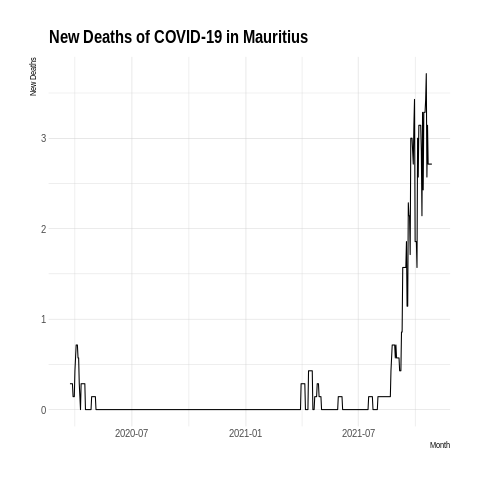 New Deaths of COVID-19 in Mauritius
New Deaths
3
2
1
0
2020-07
2021-01
2021-07
Month